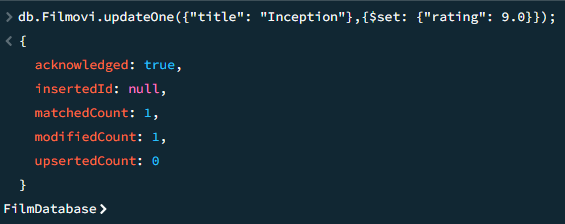 > db.Filmovi.updateOne({"title": "Inception"},{$set: {"rating": 9.0}});
< {
acknowledged: true,
insertedId: null,
matchedCount: 1,
modifiedCount: 1,
upsertedCount: 0
}
FilmDatabase>